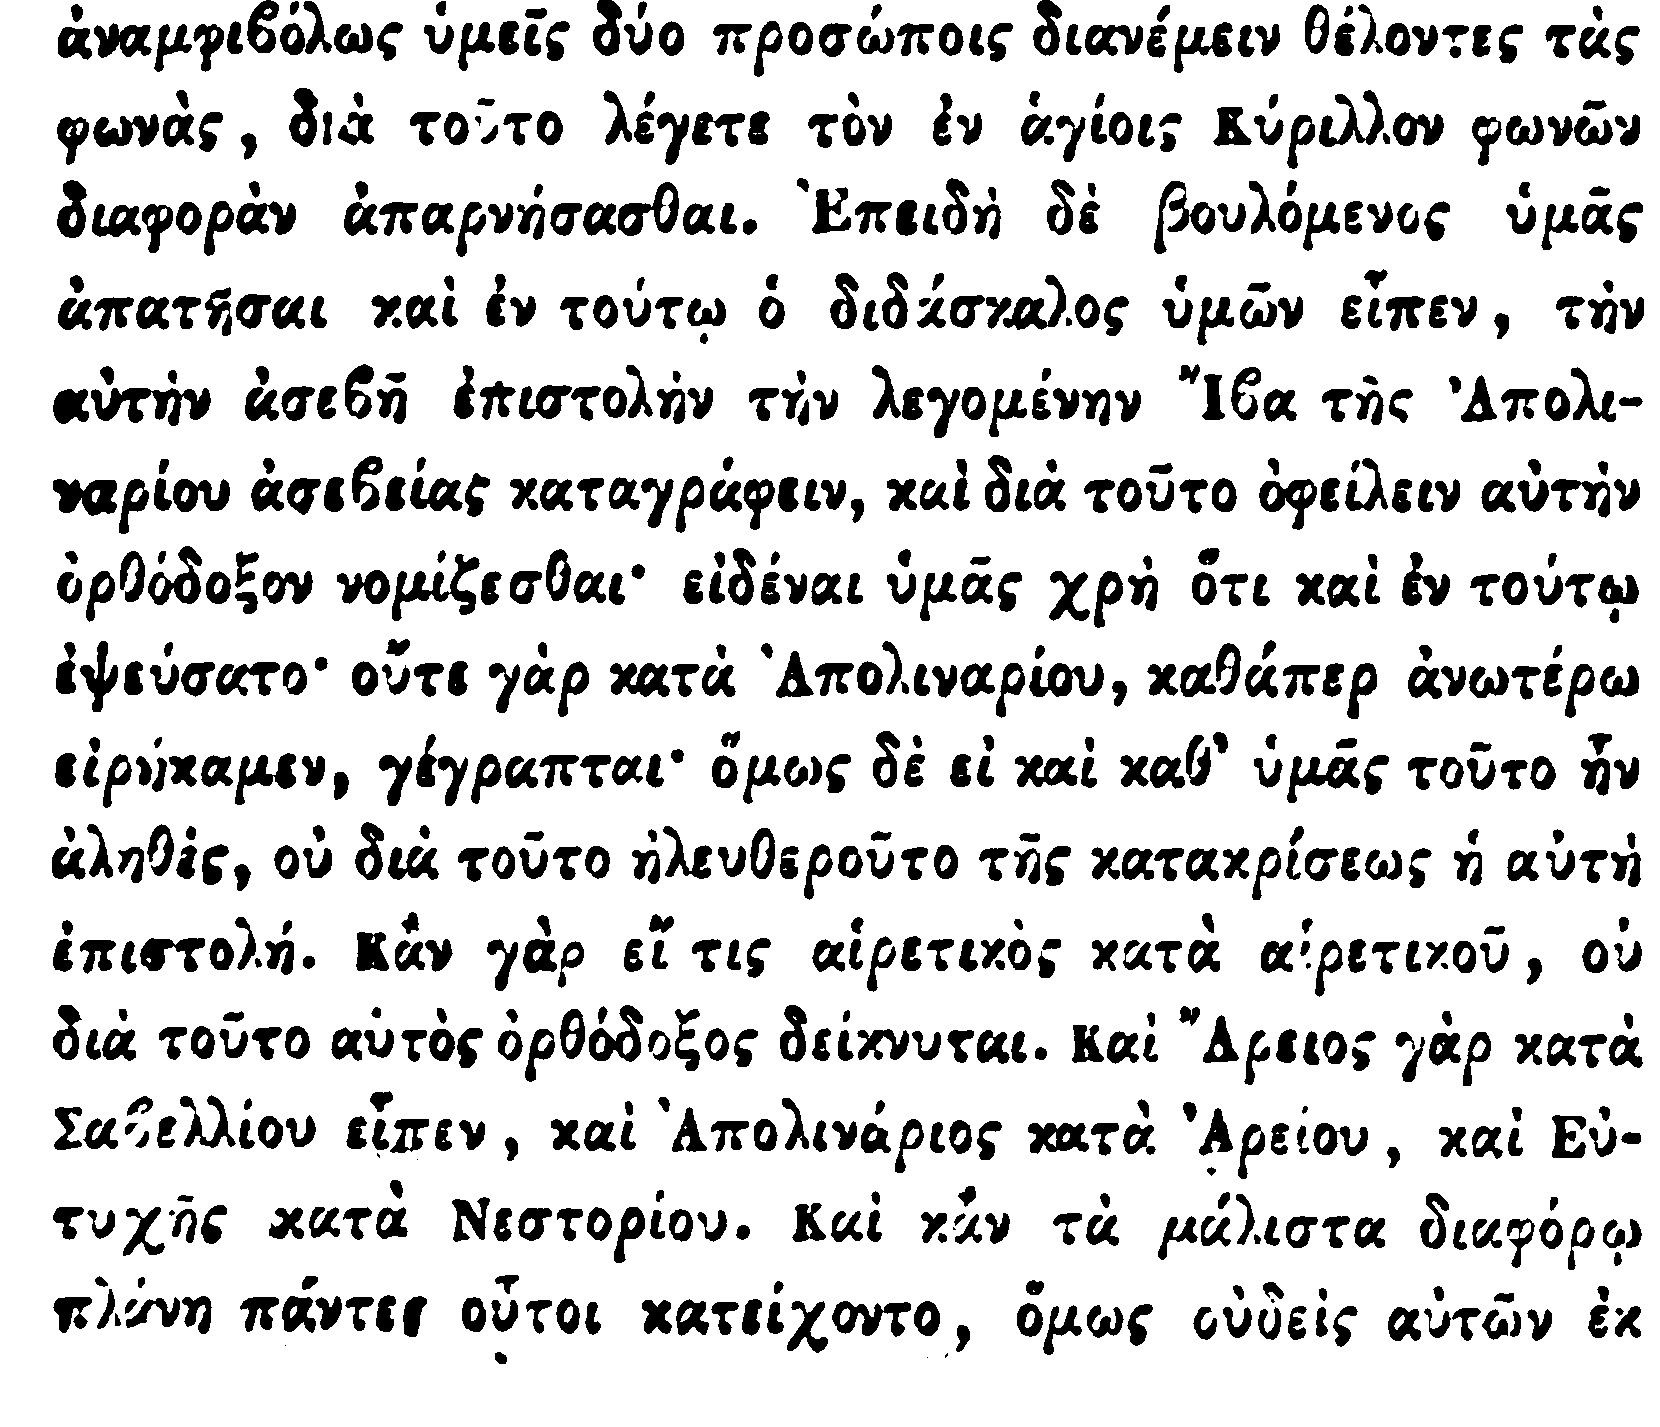 ἀναμφιβόλως ὑμεῖς δύο προσώποις διανέμειν θέλοντες τὰς
φωνὰς, διὰ τοῦτο λέγετε τὸν ἐν ἁγίοις Κύριλλον φωνῶν
διαφορὰν ἀπαρνήσασθαι. Ἐπειδὴ δὲ βουλόμενος ὑμᾶς
ἀπατῆσαι καὶ ἐν τούτῳ ὁ διδάσκαλος ὑμῶν εἶπεν, τὴν
αὐτὴν ἀσεβῆ ἐπιστολὴν τὴν λεγομένην Ἴβα τῆς Ἀπολι-
ναρίου ἀσεβείας καταγράφειν, καὶ διὰ τοῦτο ὀφείλειν αὐτὴν
ὀρθόδοξον νομίζεσθαι· εἰδέναι ὑμᾶς χρὴ ὅτι καὶ ἐν τούτῳ
ἐψεύσατο· οὔτε γὰρ κατὰ Ἀπολιναρίου, καθάπερ ἀνωτέρω
εἰρήκαμεν, γέγραπται· ὅμως δὲ εἰ καὶ καθ' ὑμᾶς τοῦτο ἦν
ἀληθὲς, οὐ διὰ τοῦτο ἠλευθεροῦτο τῆς κατακρίσεως ἡ αὐτὴ
ἐπιστολή. Κἂν γὰρ εἴ τις αἱρετικὸς κατὰ αἱρετικοῦ, οὐ
διὰ τοῦτο αὐτὸς ὀρθόδοξος δείκνυται. Καὶ Ἄρειος γὰρ κατὰ
Σαβελλίου εἶπεν, καὶ Ἀπολινάριος κατὰ Ἀρείου, καὶ Εὐ-
τυχῆς κατὰ Νεστορίου. Καὶ κἂν τὰ μάλιστα διαφόρῳ
πλάνῃ πάντες οὗτοι κατείχοντο, ὅμως οὐδεὶς αὐτῶν ἐκ